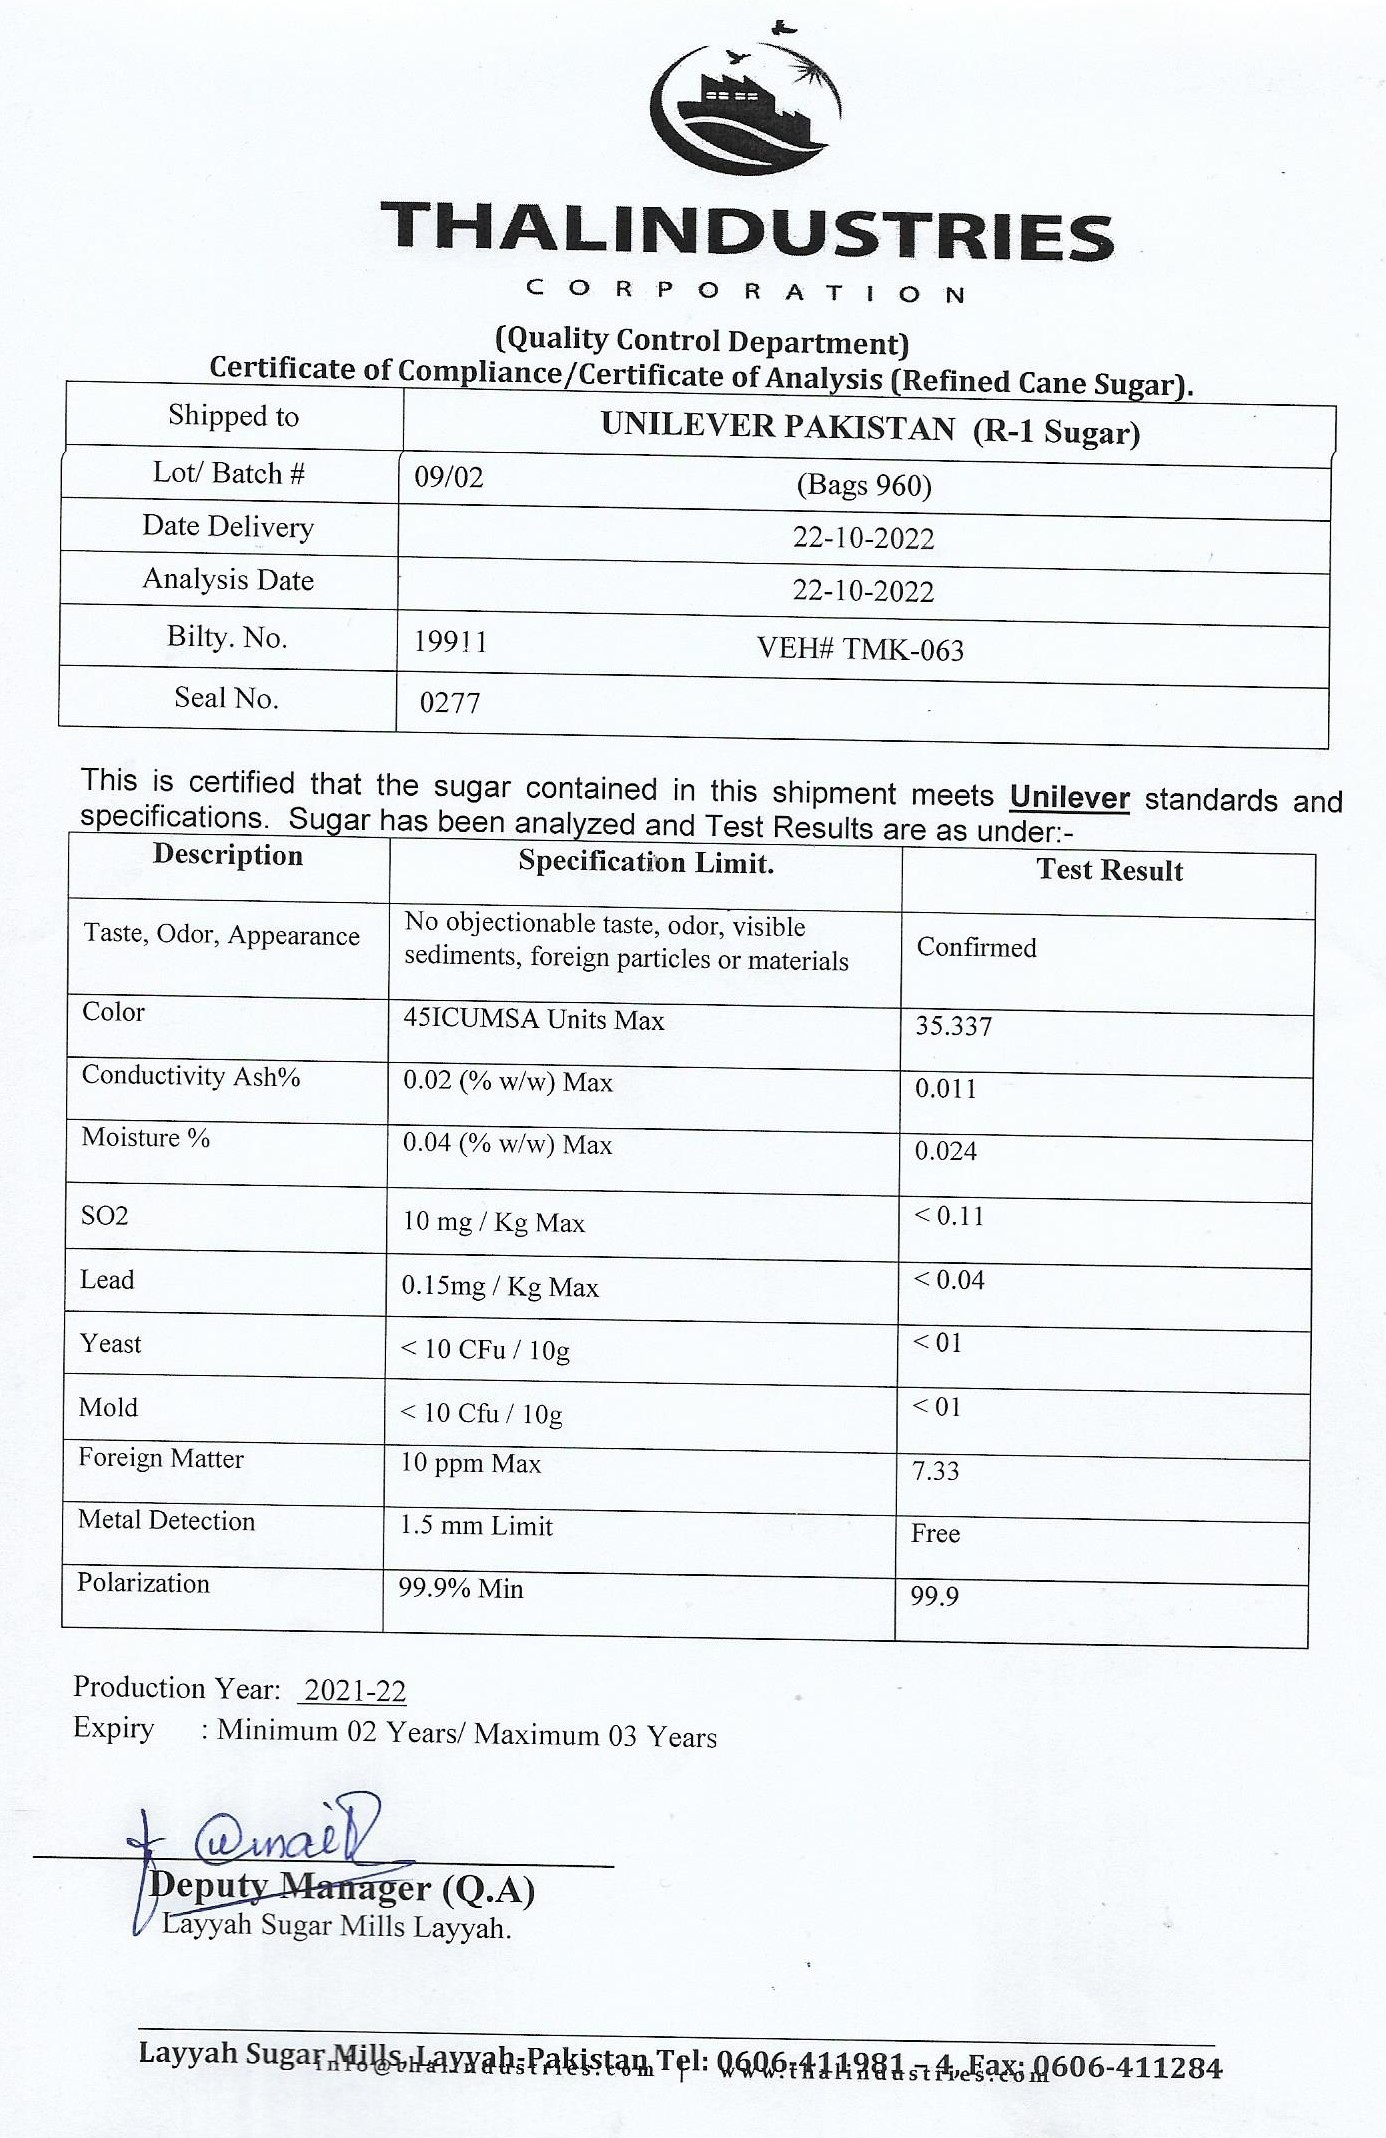 THALINDUSTRIES
CORPORATION
(Quality Control Department)
Certificate of Compliance/Certificate of Analysis (Refined Cane Sugar).
Shipped to UNILEVER PAKISTAN (R-1 Sugar)
Lot/ Batch # 09/02 (Bags 960)
Date Delivery 22-10-2022
Analysis Date 22-10-2022
Bilty. No. 19911 VEH# TMK-063
Seal No. 0277
This is certified that the sugar contained in this shipment meets Unilever standards and
specifications. Sugar has been analyzed and Test Results are as under:-
Description Specification Limit. Test Result
Taste, Odor, Appearance No objectionable taste, odor, visible
sediments, foreign particles or materials Confirmed
Color 45ICUMSA Units Max 35.337
Conductivity Ash% 0.02 (% w/w) Max 0.011
Moisture % 0.04 (% w/w) Max 0.024
SO2 10 mg / Kg Max < 0.11
Lead 0.15mg / Kg Max < 0.04
Yeast < 10 CFu / 10g < 01
Mold < 10 Cfu / 10g < 01
Foreign Matter 10 ppm Max 7.33
Metal Detection 1.5 mm Limit Free
Polarization 99.9% Min 99.9
Production Year: 2021-22
Expiry : Minimum 02 Years/ Maximum 03 Years
Deputy Manager (Q.A)
Layyah Sugar Mills Layyah.
Layyah Sugar Mills, Layyah-Pakistan Tel: 0606-411981 – 4, Fax: 0606-411284
info@thalindustries.com | www.thalindustries.com